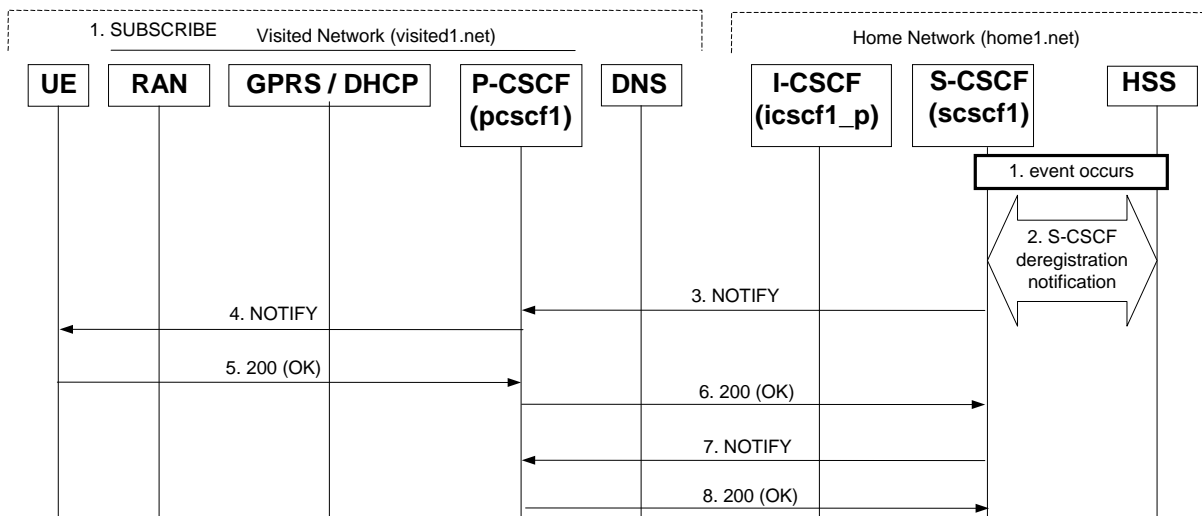 1. SUBSCRIBE
Visited Network (visited1.net)
Home Network (home1.net)
UE
RAN
GPRS / DHCP
P-CSCF
(pcscf1)
DNS
I-CSCF
(icscf1_p)
S-CSCF
(scscf1)
HSS
1. event occurs
2. S-CSCF
deregistration
notification
3. NOTIFY
4. NOTIFY
5. 200 (OK)
6. 200 (OK)
7. NOTIFY
8. 200 (OK)